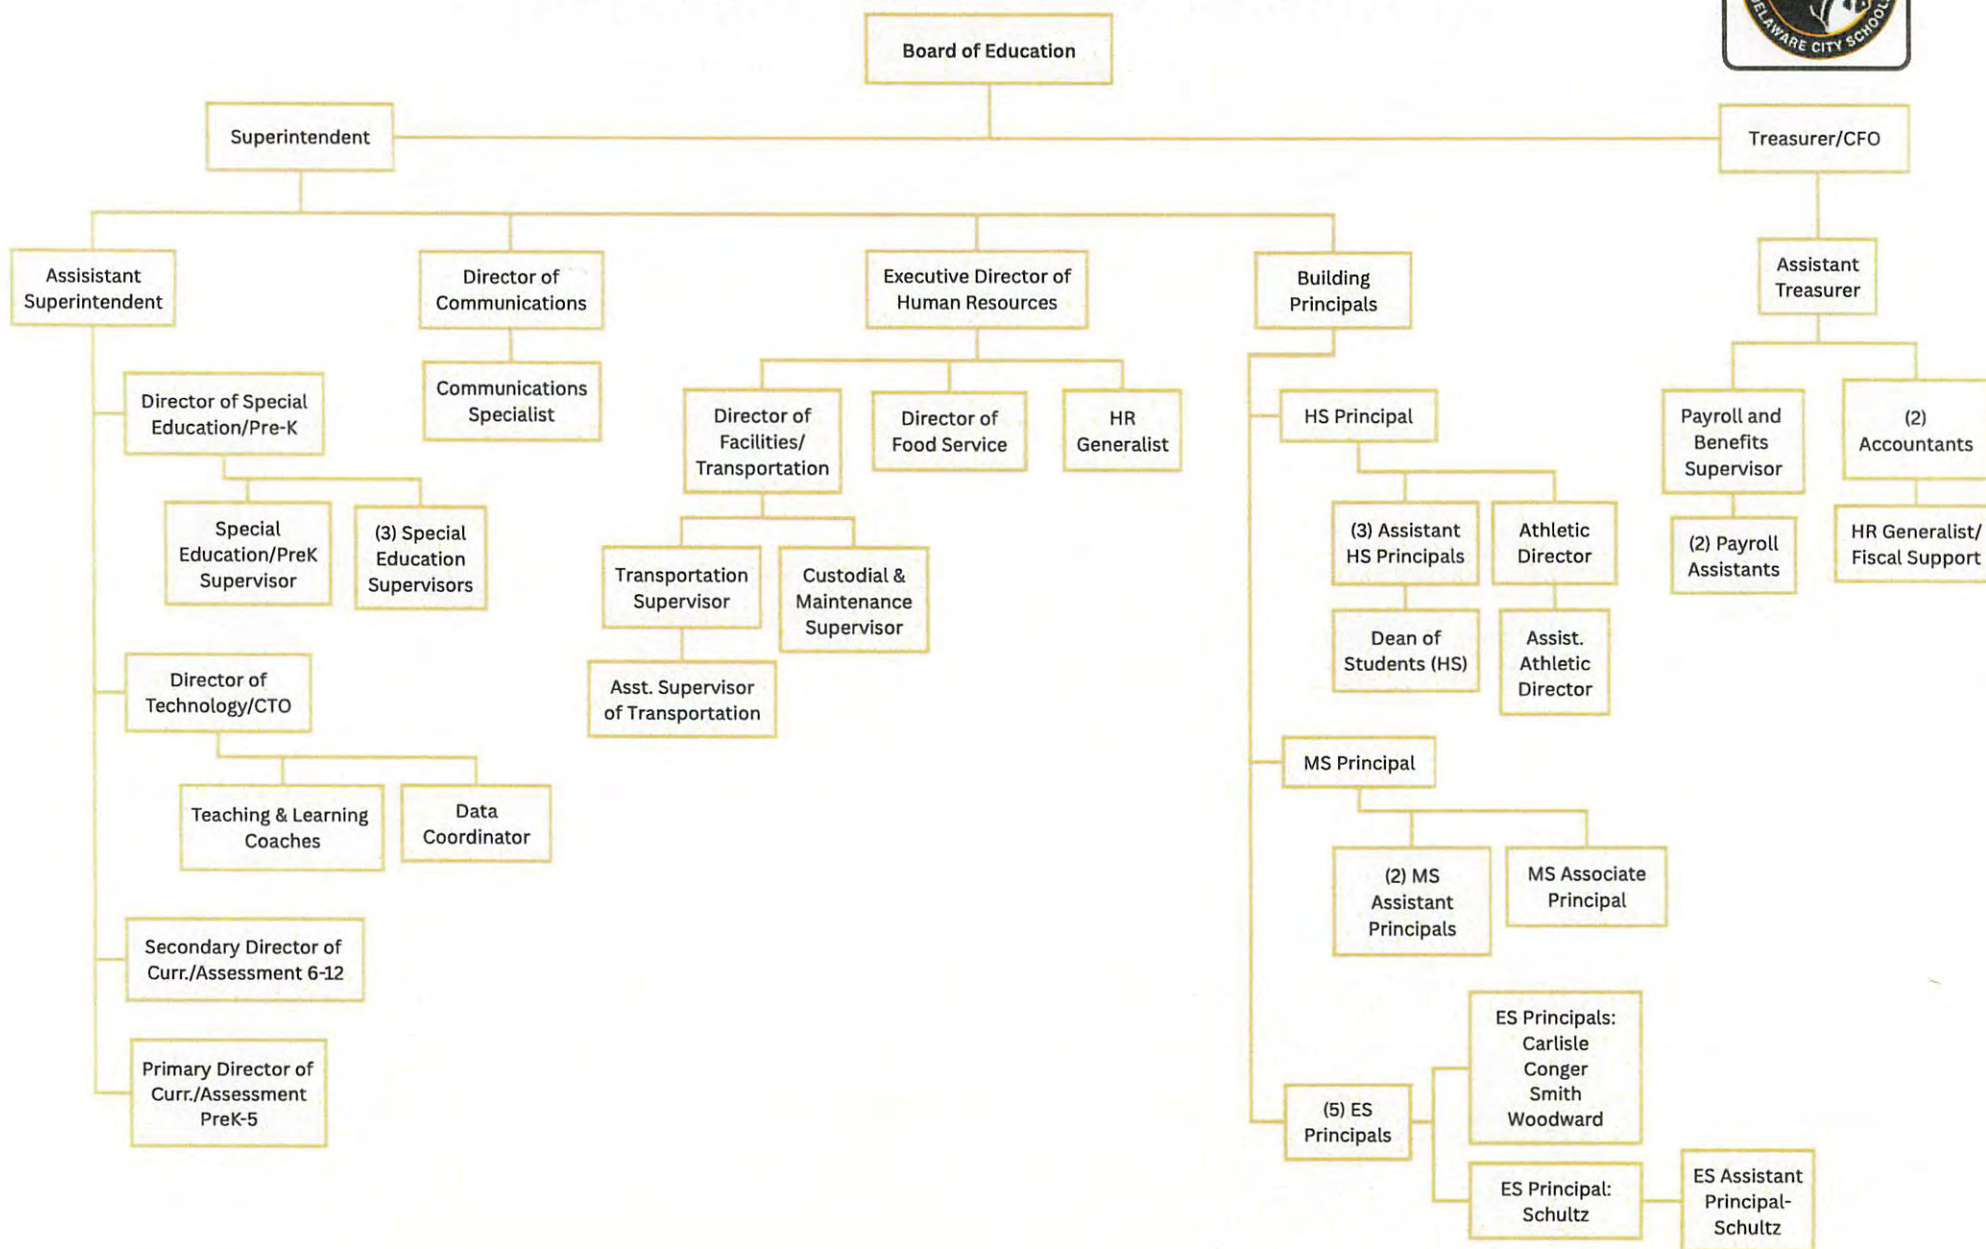 DELAWARE CITY SCHOOLS
Board of Education
Superintendent
Treasurer/CFO
Assisistant
Superintendent
Director of
Communications
Executive Director of
Human Resources
Building
Principals
Assistant
Treasurer
Director of Special
Education/Pre-K
Communications
Specialist
Director of
Facilities/
Transportation
Director of
Food Service
HR
Generalist
HS Principal
Payroll and
Benefits
Supervisor
(2)
Accountants
Special
Education/PreK
Supervisor
(3) Special
Education
Supervisors
Transportation
Supervisor
Custodial &
Maintenance
Supervisor
(3) Assistant
HS Principals
Athletic
Director
(2) Payroll
Assistants
HR Generalist/
Fiscal Support
Asst. Supervisor
of Transportation
Dean of
Students (HS)
Assist.
Athletic
Director
Director of
Technology/CTO
Teaching & Learning
Coaches
Data
Coordinator
MS Principal
(2) MS
Assistant
Principals
MS Associate
Principal
Secondary Director of
Curr./Assessment 6-12
Primary Director of
Curr./Assessment
PreK-5
(5) ES
Principals
ES Principals:
Carlisle
Conger
Smith
Woodward
ES Principal:
Schultz
ES Assistant
Principal-
Schultz